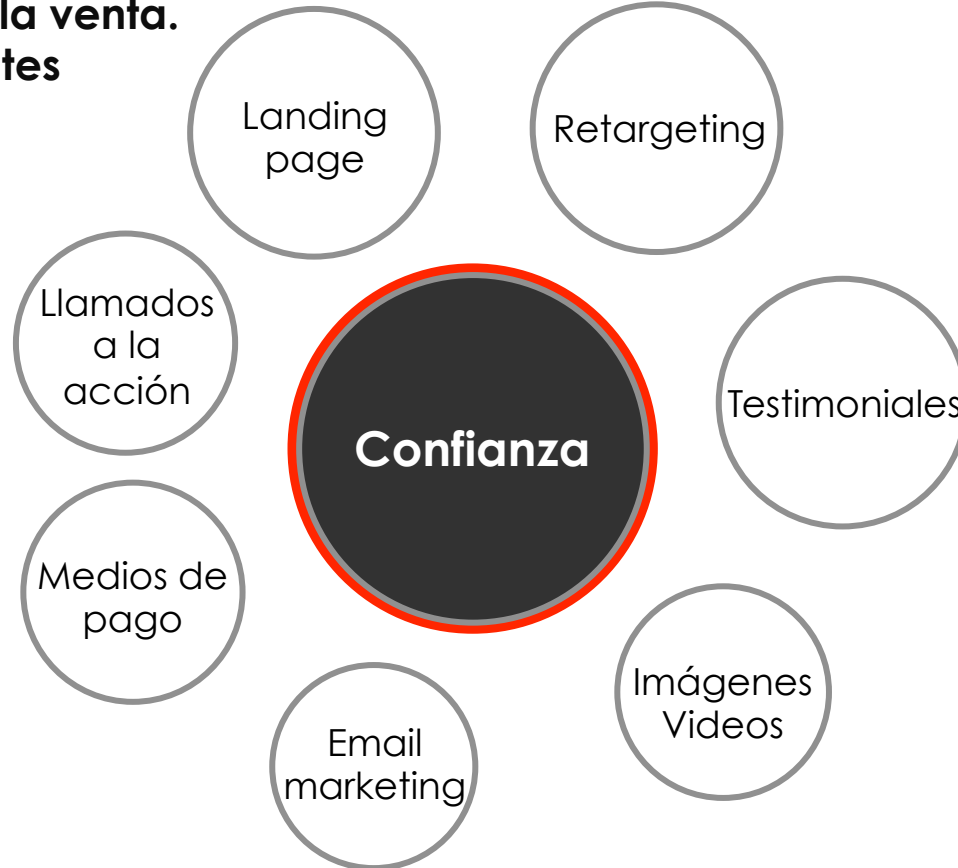 la venta.
tes
Landing
page
Retargeting
Llamados
a la
acción
Confianza
Testimoniales
Medios de
pago
Imágenes
Videos
Email
marketing